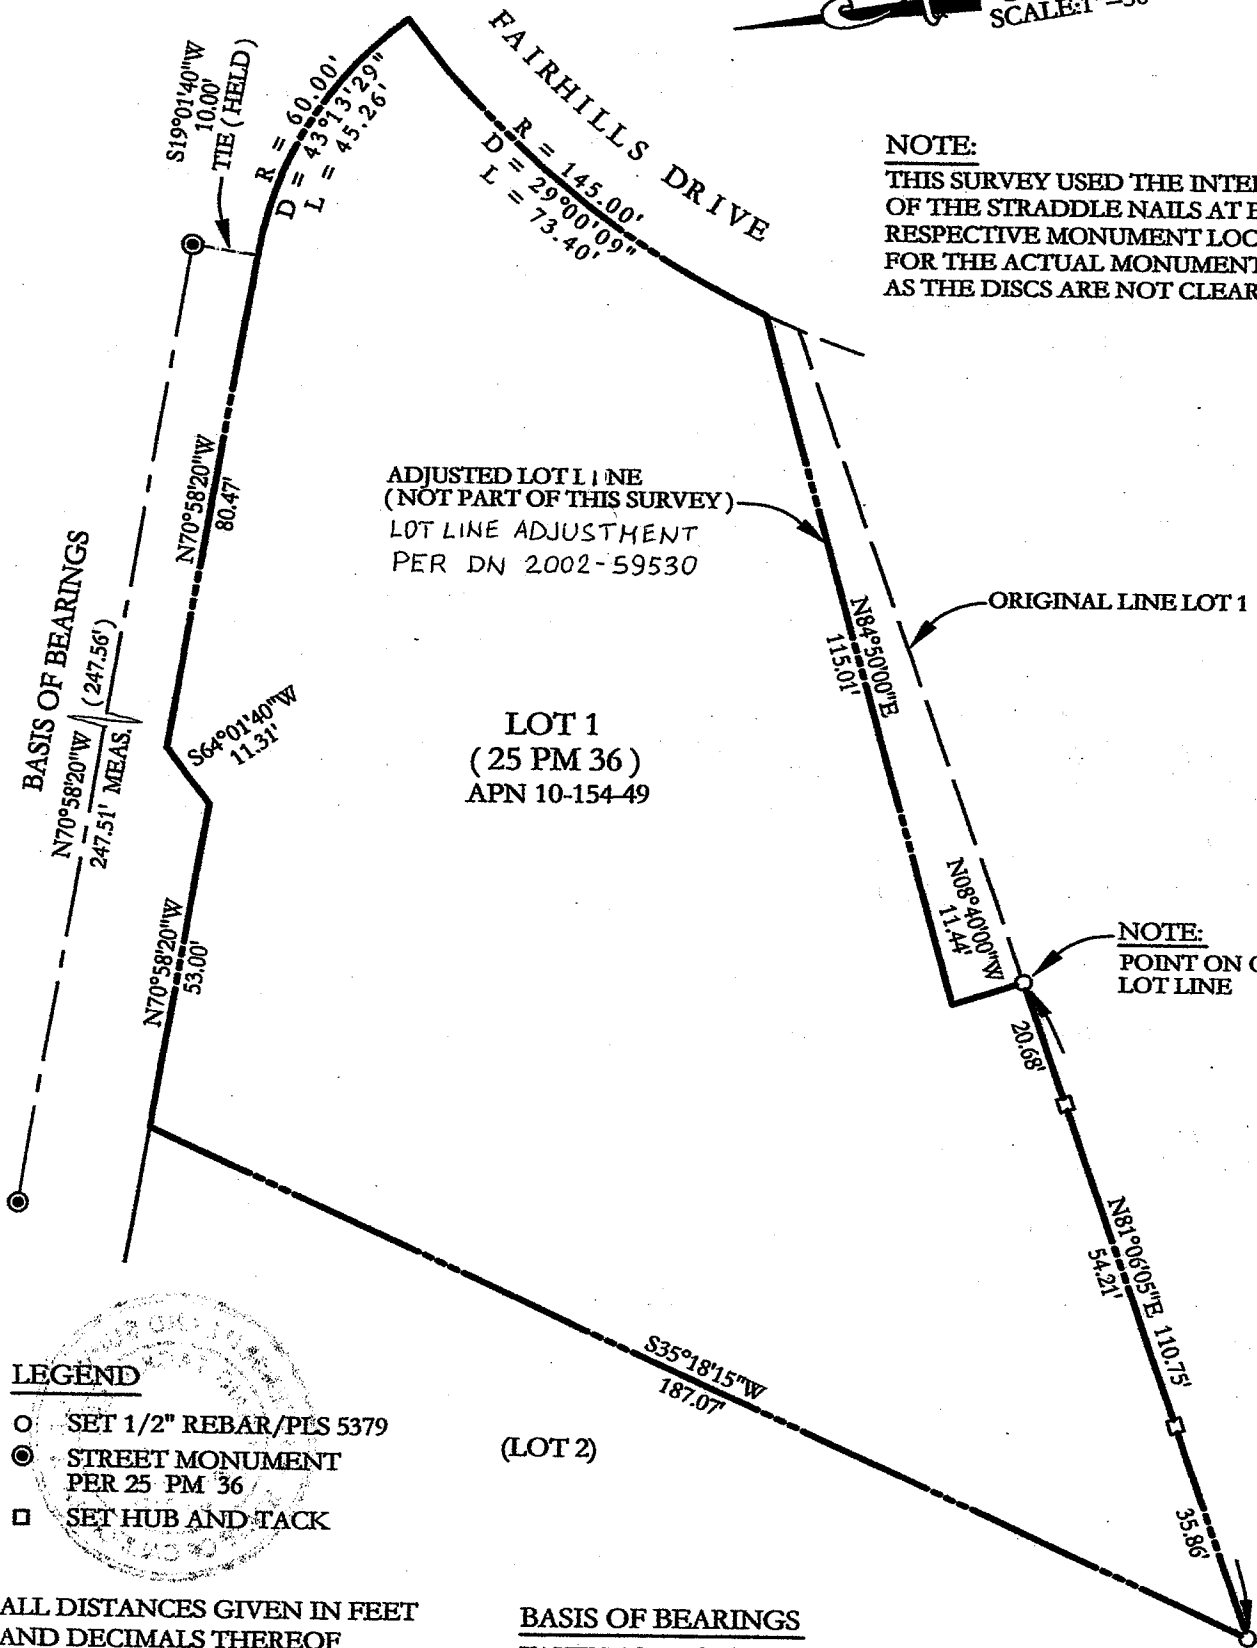 SCALE:1"=30'
FAIRHILLS DRIVE
S19°01'40"W
10.00'
TIE (HELD)
R = 60.00'
D = 43°13'29"
L = 45.26'
R = 145.00'
D = 29°00'09"
L = 73.40'
NOTE:
THIS SURVEY USED THE
OF THE STRADDLE NAILS AT
RESPECTIVE MONUMENT
FOR THE ACTUAL MONUMENT
AS THE DISCS ARE NOT
N70°58'20"W
80.47'
ADJUSTED LOT LINE
(NOT PART OF THIS SURVEY)
LOT LINE ADJUSTMENT
PER DN 2002-59530
ORIGINAL LINE LOT 1
N84°50'00"E
115.01'
BASIS OF BEARINGS
N70°58'20"W (247.56')
247.51' MEAS.
S64°01'40"W
11.31'
LOT 1
(25 PM 36)
APN 10-154-49
N08°40'00"W
11.44'
NOTE:
POINT ON
LOT LINE
N70°58'20"W
53.00'
20.68'
N81°06'05"E 110.75'
54.21'
35.86'
S35°18'15"W
187.07'
(LOT 2)
LEGEND
SET 1/2" REBAR/PLS 5379
STREET MONUMENT
PER 25 PM 36
SET HUB AND TACK
ALL DISTANCES GIVEN IN FEET
AND DECIMALS THEREOF
BASIS OF BEARINGS